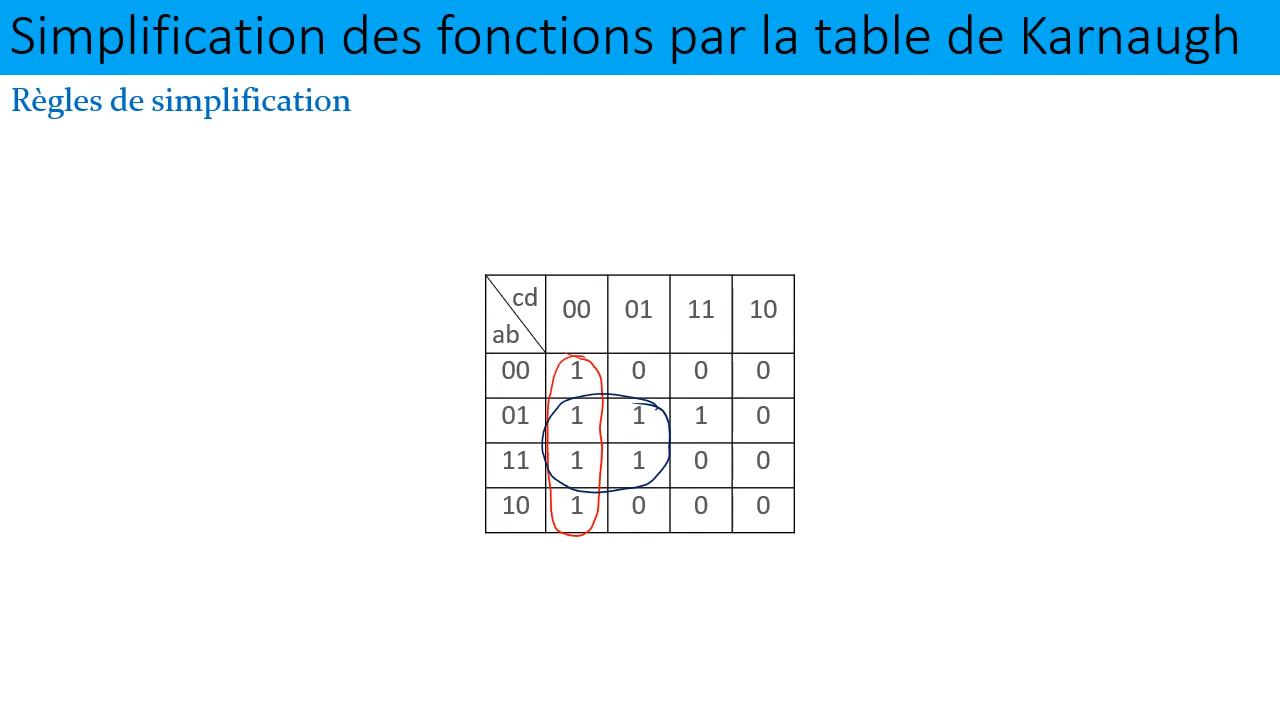 Simplification des fonctions par la table de Karnaugh
Règles de simplification
cd
ab
00 01 11 10
00 1 0 0 0
01 1 1 1 0
11 1 1 0 0
10 1 0 0 0